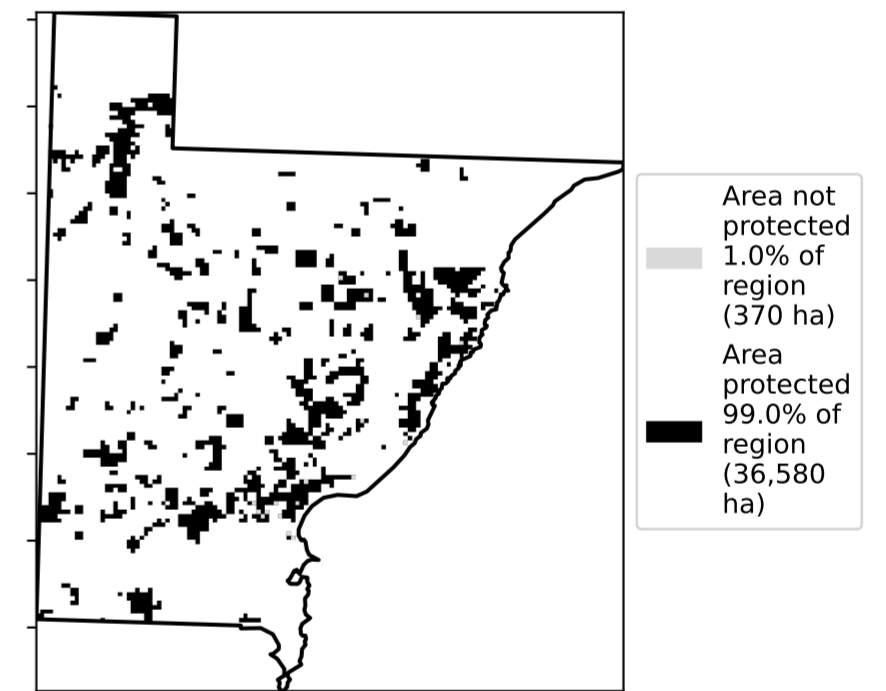 Area not
protected
1.0% of
region
(370 ha)
Area
protected
99.0% of
region
(36,580
ha)